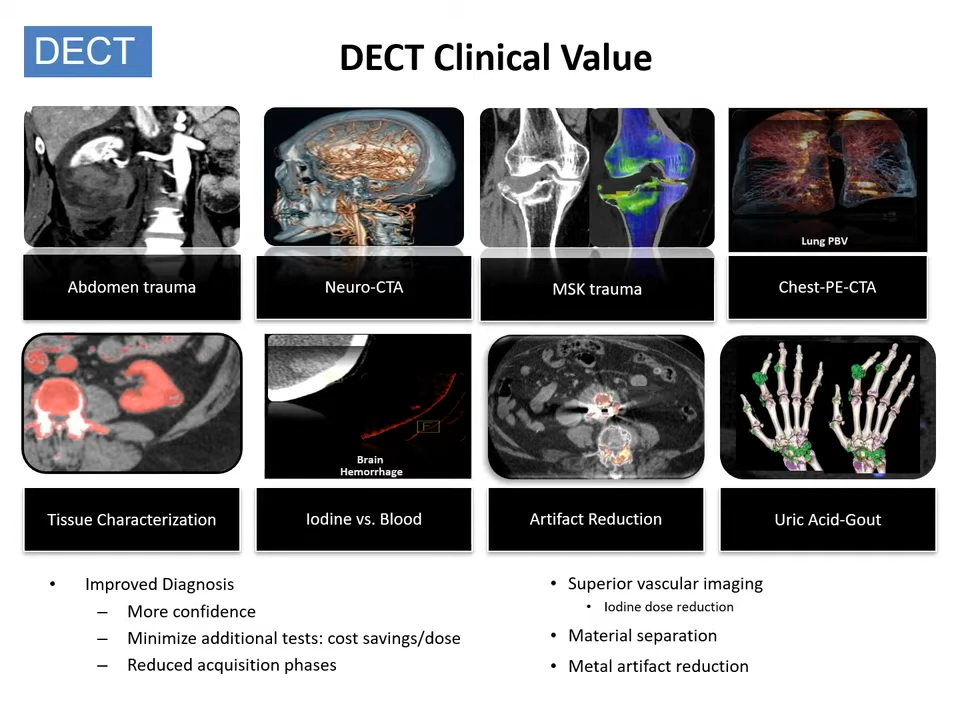 DECT
DECT Clinical Value
Lung PBV
Abdomen trauma
Neuro-CTA
MSK trauma
Chest-PE-CTA
Brain
Hemorrhage
Tissue Characterization
Iodine vs. Blood
Artifact Reduction
Uric Acid-Gout
• Improved Diagnosis
– More confidence
– Minimize additional tests: cost savings/dose
– Reduced acquisition phases
• Superior vascular imaging
• Iodine dose reduction
• Material separation
• Metal artifact reduction